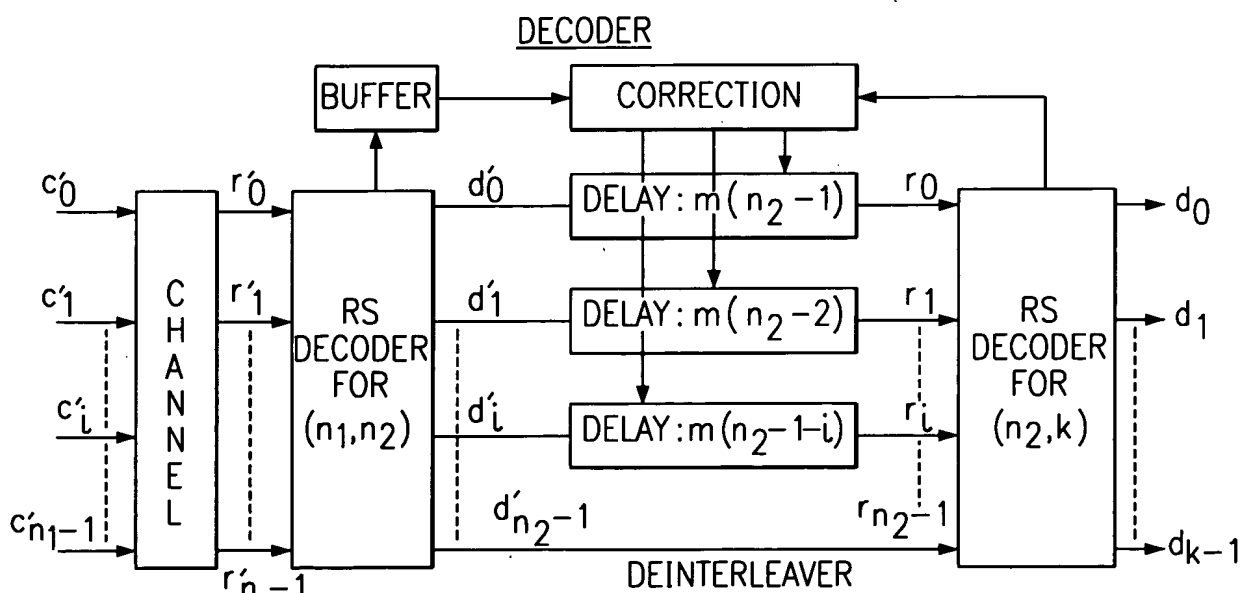 DECODER
BUFFER
CORRECTION
c'0
r'0
d'0
DELAY: m(n2-1)
r0
d0
c'1
r'1
d'1
DELAY: m(n2-2)
r1
d1
CHANNEL
RS
DECODER
FOR
(n1,n2)
RS
DECODER
FOR
(n2,k)
c'i
d'i
DELAY: m(n2-1-i)
r'i
c'n1-1
d'n2-1
rn2-1
dk-1
r'n -1
DEINTERLEAVER